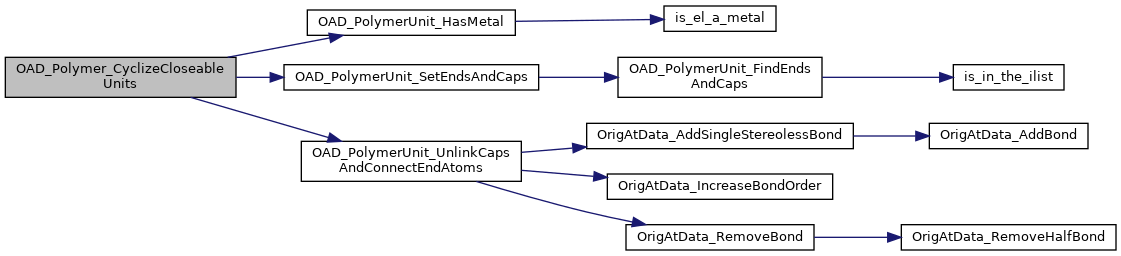 OAD_Polymer_CyclizeCloseable
Units
OAD_PolymerUnit_HasMetal
is_el_a_metal
OAD_PolymerUnit_SetEndsAndCaps
OAD_PolymerUnit_FindEnds
AndCaps
is_in_the_ilist
OAD_PolymerUnit_UnlinkCaps
AndConnectEndAtoms
OrigAtData_AddSingleStereolessBond
OrigAtData_AddBond
OrigAtData_IncreaseBondOrder
OrigAtData_RemoveBond
OrigAtData_RemoveHalfBond